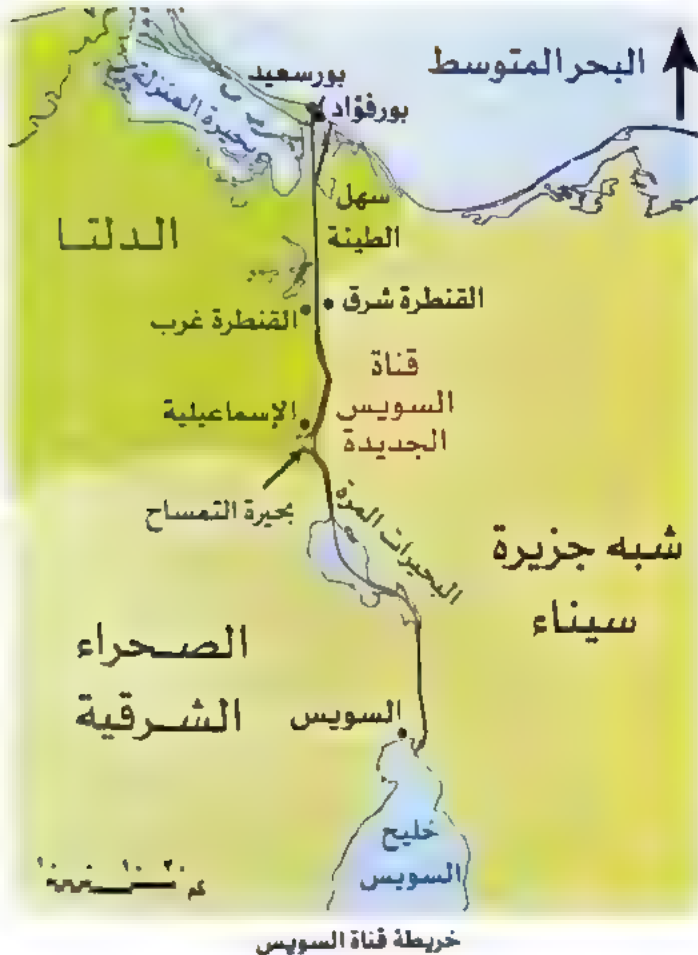 البحر المتوسط
بورسعيد
بورفؤاد
بحيرة المنزلة
سهل
الطينة
الدلتا
القنطرة شرق
القنطرة غرب
قناة
السويس
الجديدة
الإسماعيلية
بحيرة التمساح
البحيرات المرة
شبه جزيرة
سيناء
الصحراء
الشرقية
السويس
خليج
السويس
كم
خريطة قناة السويس